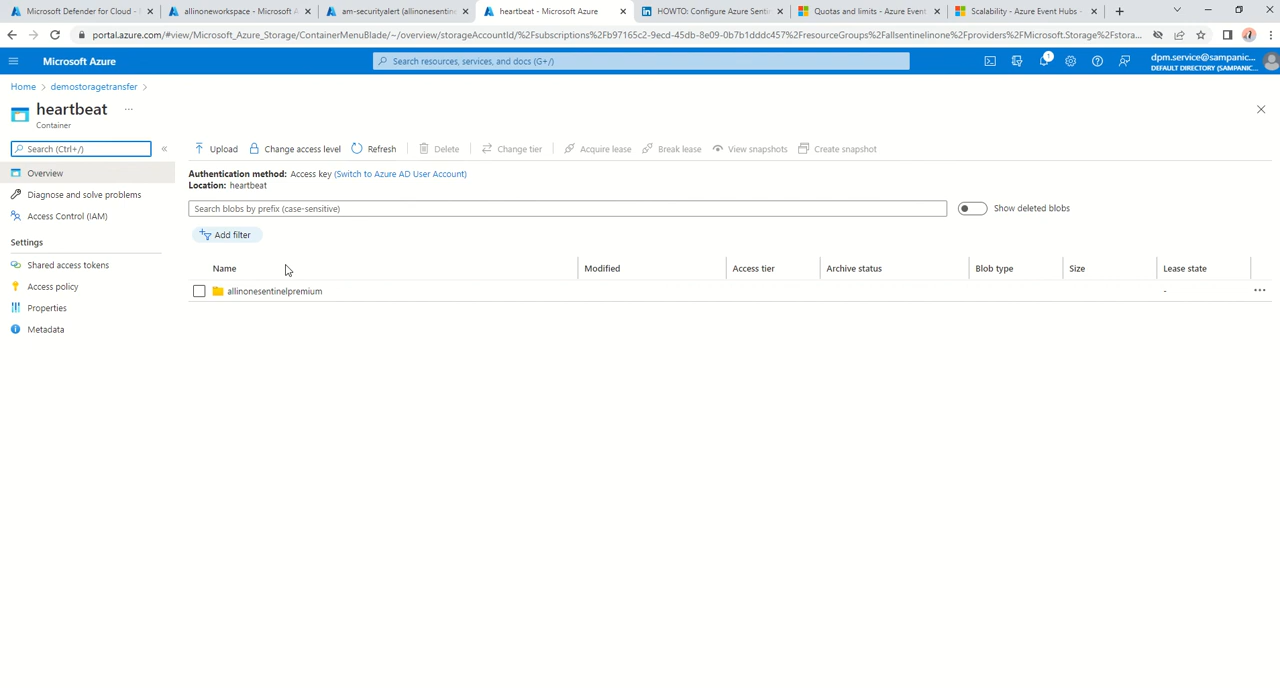 Microsoft Defender for Cloud -
allinoneworkspace - Microsoft A
am-securityalert (allinonesentine
heartbeat - Microsoft Azure
HOWTO: Configure Azure Senti
Quotas and limits - Azure Event
Scalability - Azure Event Hubs -
portal.azure.com/#view/Microsoft_Azure_Storage/ContainerMenuBlade/~/overview/storageAccountId/%2Fsubscriptions%2Fb97165c2-9ecd-45db-8e09-0b7b1dddc457%2FresourceGroups%2Fallsentinelinone%2Fproviders%2FMicrosoft.Storage%2Fstora...
Microsoft Azure
Search resources, services, and docs (G+/)
1
dpm.service@sampanic...
DEFAULT DIRECTORY (SAMPANIC...
Home > demostoragetransfer >
heartbeat ...
Container
Search (Ctrl+/)
«
Upload
Change access level
Refresh
Delete
Change tier
Acquire lease
Break lease
View snapshots
Create snapshot
Overview
Diagnose and solve problems
Access Control (IAM)
Settings
Shared access tokens
Access policy
Properties
Metadata
Authentication method: Access key (Switch to Azure AD User Account)
Location: heartbeat
Search blobs by prefix (case-sensitive)
Show deleted blobs
Add filter
Name
Modified
Access tier
Archive status
Blob type
Size
Lease state
allinonesentinelpremium
-
...